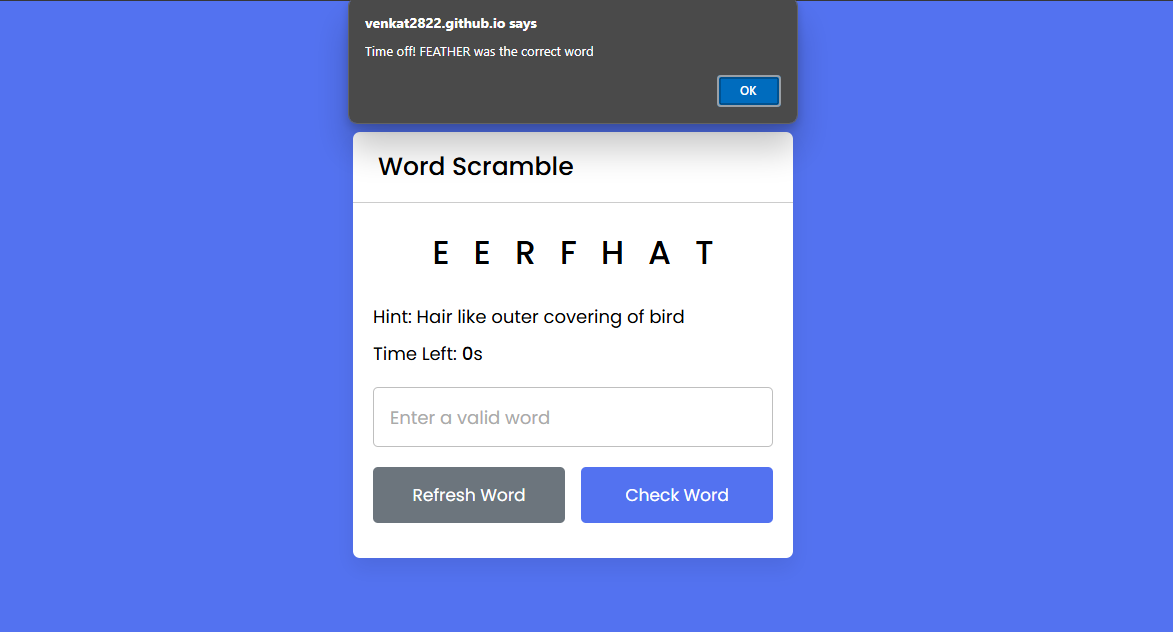 venkat2822.github.io says
Time off! FEATHER was the correct word
OK
Word Scramble
E E R F H A T
Hint: Hair like outer covering of bird
Time Left: 0s
Enter a valid word
Refresh Word
Check Word